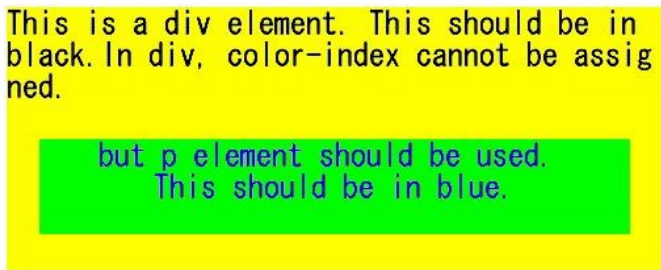 This is a div element. This should be in
black. In div, color-index cannot be assig
ned.
but p element should be used.
This should be in blue.